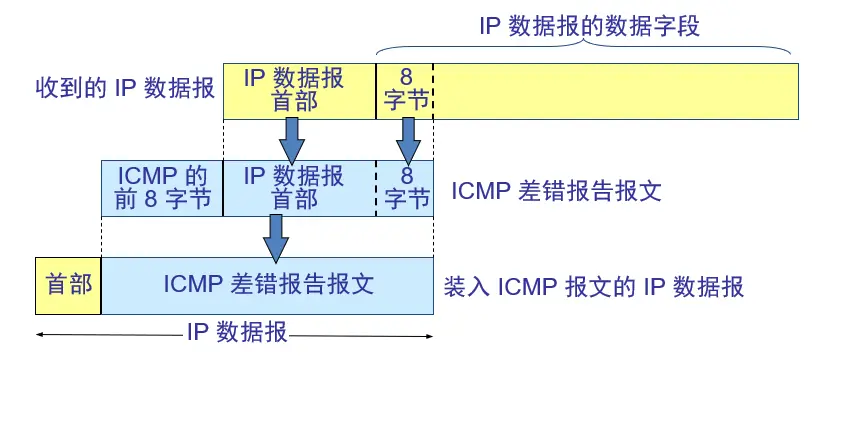 IP 数据报的数据字段
收到的 IP 数据报
IP 数据报
首部
8
字节
ICMP 的
前 8 字节
IP 数据报
首部
8
字节
ICMP 差错报告报文
首部
ICMP 差错报告报文
装入 ICMP 报文的 IP 数据报
IP 数据报